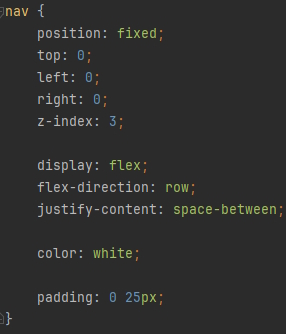 nav {
    position: fixed;
    top: 0;
    left: 0;
    right: 0;
    z-index: 3;

    display: flex;
    flex-direction: row;
    justify-content: space-between;

    color: white;

    padding: 0 25px;
}